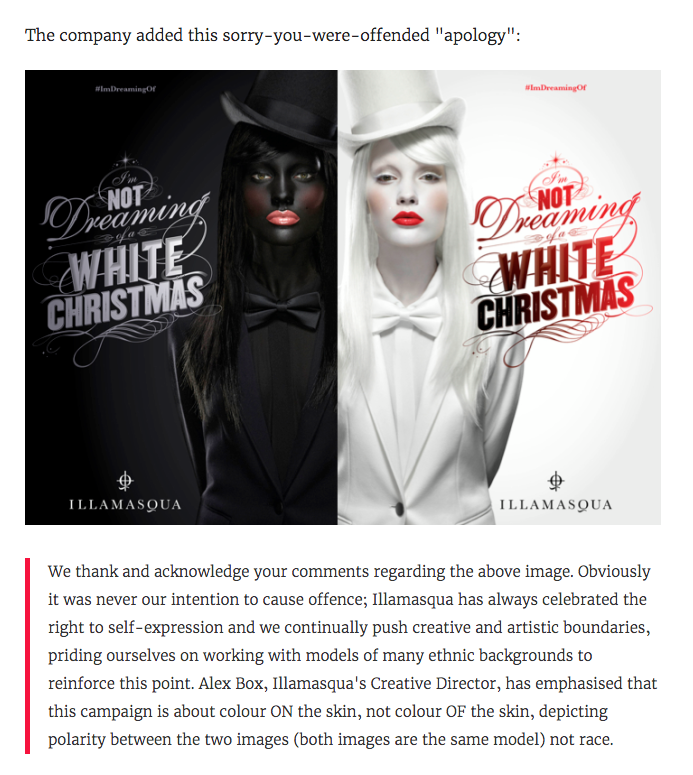 The company added this sorry-you-were-offended "apology":
#ImDreamingOf
I'm
NOT
Dreaming
of a
WHITE
CHRISTMAS
ILLAMASQUA
#ImDreamingOf
I'm
NOT
Dreaming
of a
WHITE
CHRISTMAS
ILLAMASQUA
We thank and acknowledge your comments regarding the above image. Obviously
it was never our intention to cause offence; Illamasqua has always celebrated the
right to self-expression and we continually push creative and artistic boundaries,
priding ourselves on working with models of many ethnic backgrounds to
reinforce this point. Alex Box, Illamasqua's Creative Director, has emphasised that
this campaign is about colour ON the skin, not colour OF the skin, depicting
polarity between the two images (both images are the same model) not race.